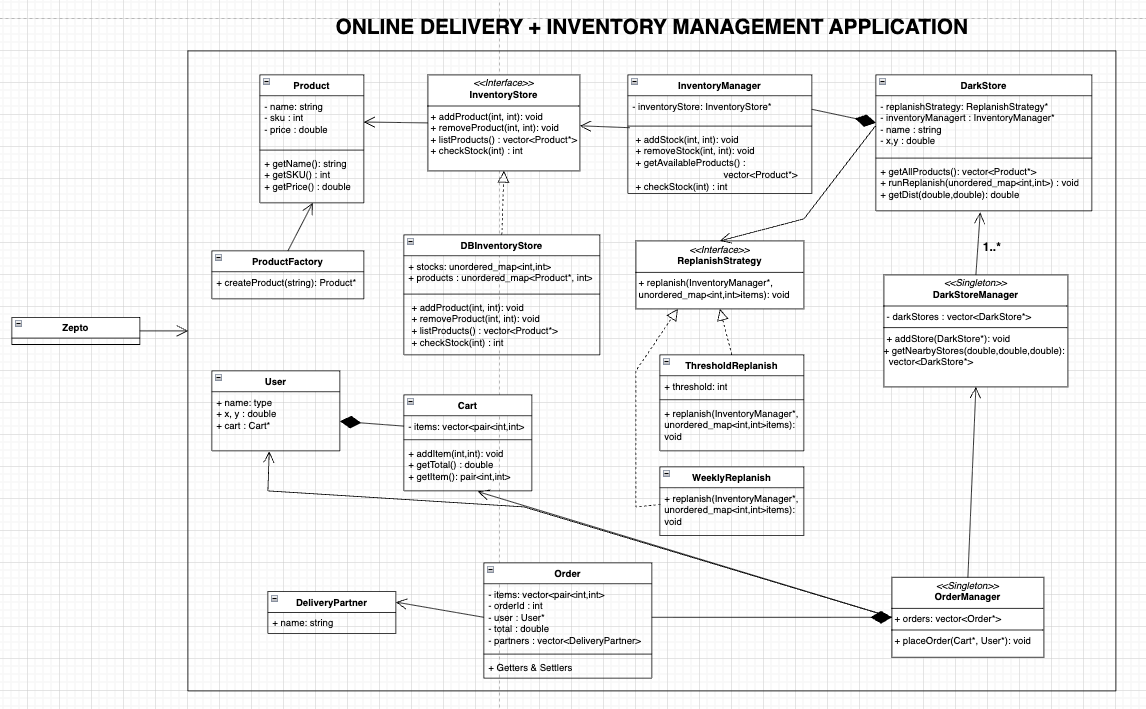 ONLINE DELIVERY + INVENTORY MANAGEMENT APPLICATION
Product
- name: string
- sku : int
- price : double
+ getName(): string
+ getSKU() : int
+ getPrice() : double
<<Interface>>
InventoryStore
+ addProduct(int, int): void
+ removeProduct(int, int): void
+ listProducts() : vector<Product*>
+ checkStock(int) : int
InventoryManager
- inventoryStore: InventoryStore*
+ addStock(int, int): void
+ removeStock(int, int): void
+ getAvailableProducts() :
vector<Product*>
+ checkStock(int) : int
DarkStore
- replanishStrategy: ReplanishStrategy*
- inventoryManagert : InventoryManager*
- name : string
- x,y : double
+ getAllProducts(): vector<Product*>
+ runReplanish(unordered_map<int,int>) : void
+ getDist(double,double): double
ProductFactory
+ createProduct(string): Product*
DBInventoryStore
+ stocks: unordered_map<int,int>
+ products : unordered_map<Product*, int>
+ addProduct(int, int): void
+ removeProduct(int, int): void
+ listProducts() : vector<Product*>
+ checkStock(int) : int
<<Interface>>
ReplanishStrategy
+ replanish(InventoryManager*,
unordered_map<int,int>items): void
1..*
<<Singleton>>
DarkStoreManager
- darkStores : vector<DarkStore*>
+ addStore(DarkStore*): void
+ getNearbyStores(double,double,double):
vector<DarkStore*>
Zepto
User
+ name: type
+ x, y : double
+ cart : Cart*
Cart
- items: vector<pair<int,int>
+ addItem(int,int): void
+ getTotal() : double
+ getItem(): pair<int,int>
ThresholdReplanish
+ threshold: int
+ replanish(InventoryManager*,
unordered_map<int,int>items):
void
WeeklyReplanish
+ replanish(InventoryManager*,
unordered_map<int,int>items):
void
DeliveryPartner
+ name: string
Order
- items: vector<pair<int,int>
- orderId : int
- user : User*
- total : double
- partners : vector<DeliveryPartner>
+ Getters & Settlers
<<Singleton>>
OrderManager
+ orders: vector<Order*>
+ placeOrder(Cart*, User*): void